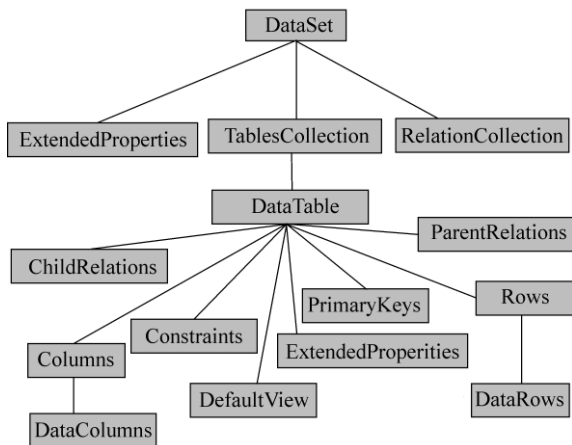 DataSet
ExtendedProperties
TablesCollection
RelationCollection
DataTable
ParentRelations
ChildRelations
PrimaryKeys
Rows
Constraints
Columns
ExtendedProperities
DefaultView
DataRows
DataColumns